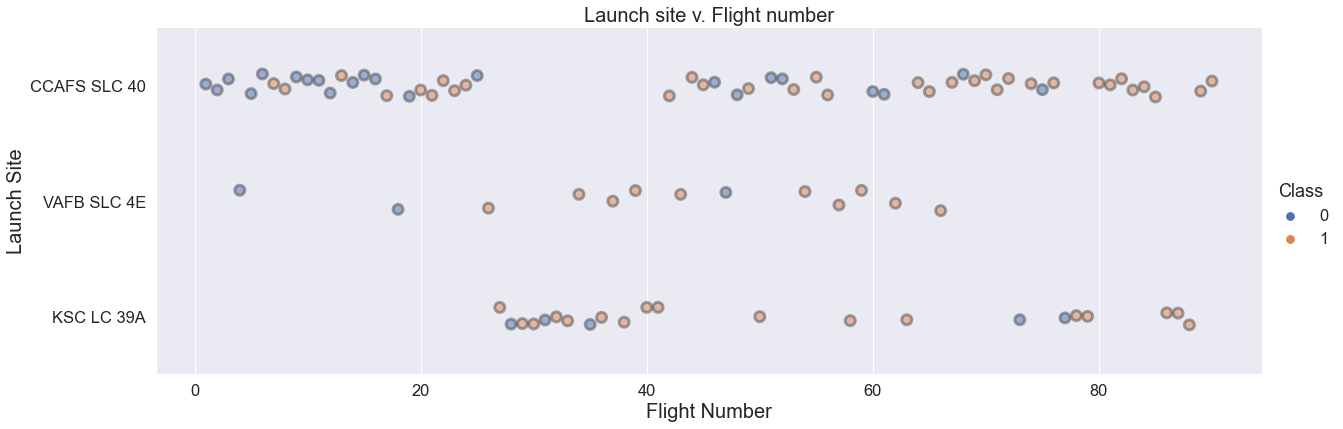 Launch site v. Flight number
Launch Site
CCAFS SLC 40
VAFB SLC 4E
KSC LC 39A
0 20 40 60 80
Flight Number
Class
0
1